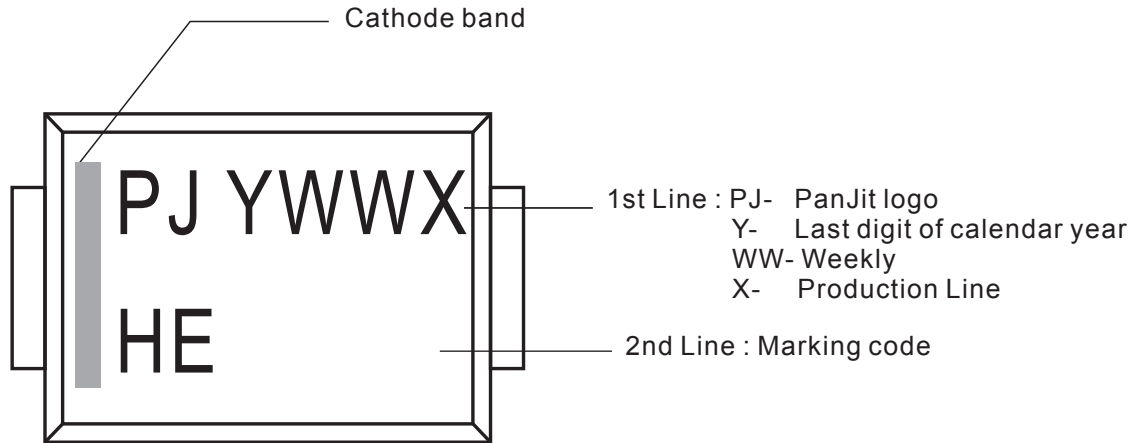 Cathode band
PJ YWWX
1st Line : PJ- PanJit logo
Y- Last digit of calendar year
WW- Weekly
X- Production Line
HE
2nd Line : Marking code